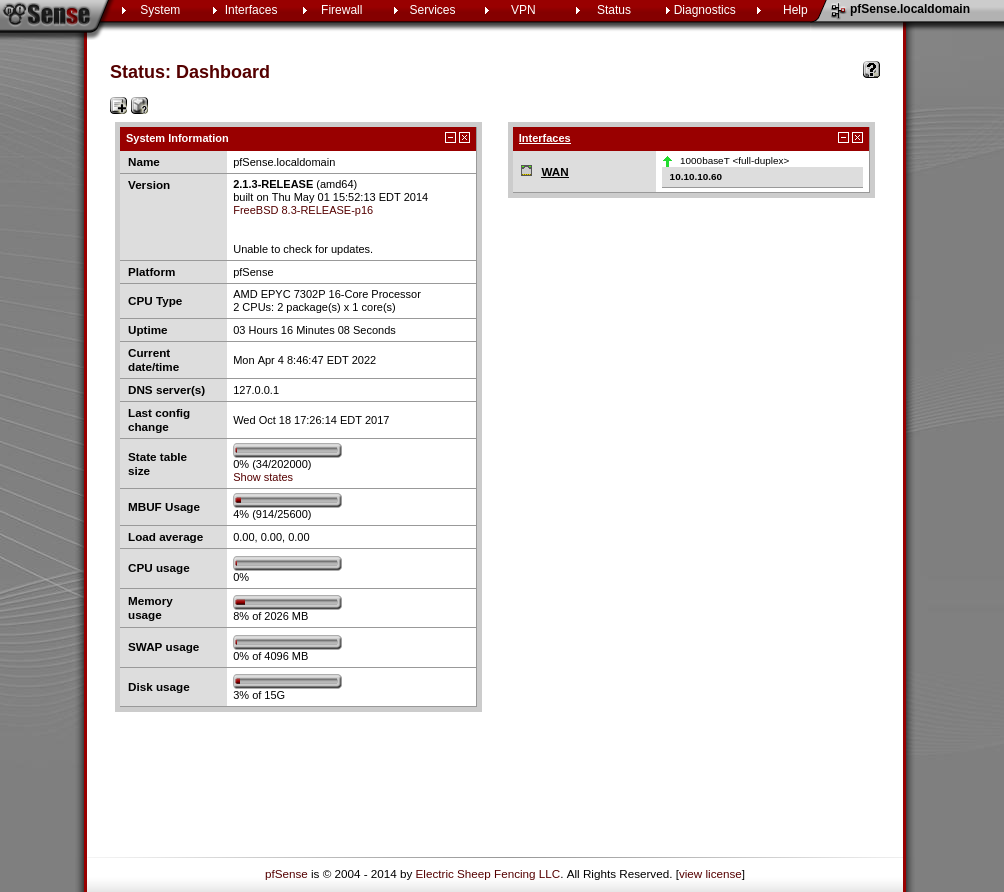 Sense
System
Interfaces
Firewall
Services
VPN
Status
Diagnostics
Help
pfSense.localdomain
Status: Dashboard
System Information
Name
pfSense.localdomain
Version
2.1.3-RELEASE (amd64)
built on Thu May 01 15:52:13 EDT 2014
FreeBSD 8.3-RELEASE-p16
Unable to check for updates.
Platform
pfSense
CPU Type
AMD EPYC 7302P 16-Core Processor
2 CPUs: 2 package(s) x 1 core(s)
Uptime
03 Hours 16 Minutes 08 Seconds
Current
date/time
Mon Apr 4 8:46:47 EDT 2022
DNS server(s)
127.0.0.1
Last config
change
Wed Oct 18 17:26:14 EDT 2017
State table
size
0% (34/202000)
Show states
MBUF Usage
4% (914/25600)
Load average
0.00, 0.00, 0.00
CPU usage
0%
Memory
usage
8% of 2026 MB
SWAP usage
0% of 4096 MB
Disk usage
3% of 15G
Interfaces
WAN
1000baseT <full-duplex>
10.10.10.60
pfSense is © 2004 - 2014 by Electric Sheep Fencing LLC. All Rights Reserved. [view license]